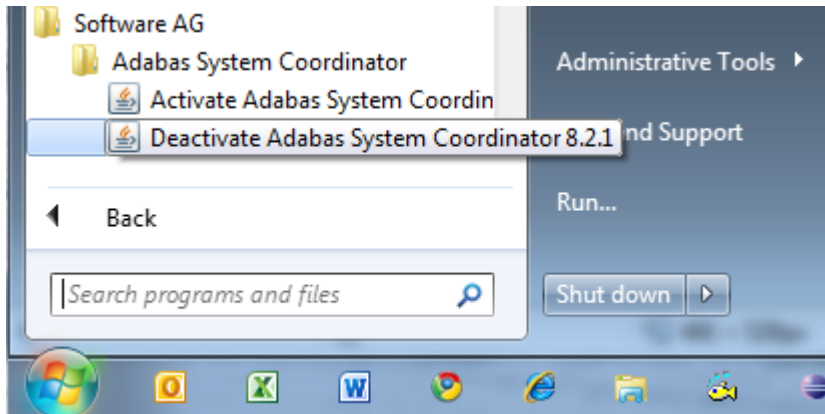 Software AG
Adabas System Coordinator
Activate Adabas System Coordin
Deactivate Adabas System Coordinator 8.2.1
Back
Search programs and files
Administrative Tools
nd Support
Run...
Shut down